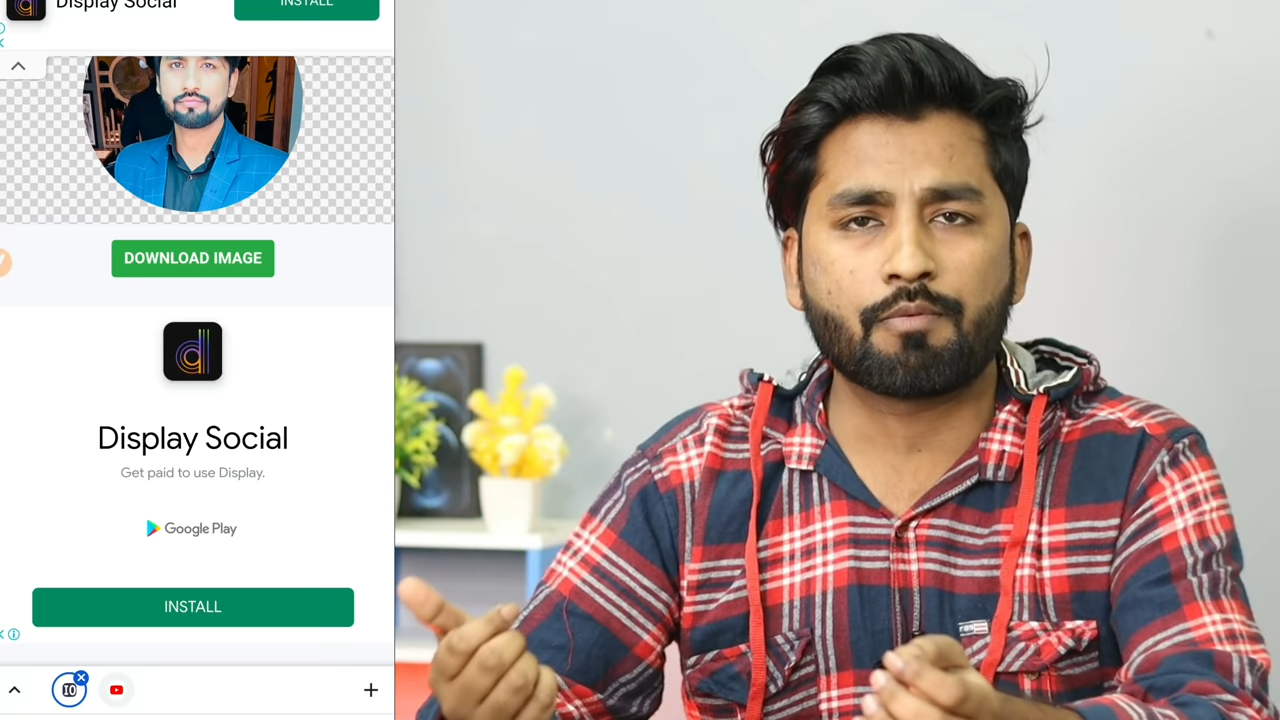 Display Social
INSTALL
DOWNLOAD IMAGE
Display Social
Get paid to use Display.
Google Play
INSTALL